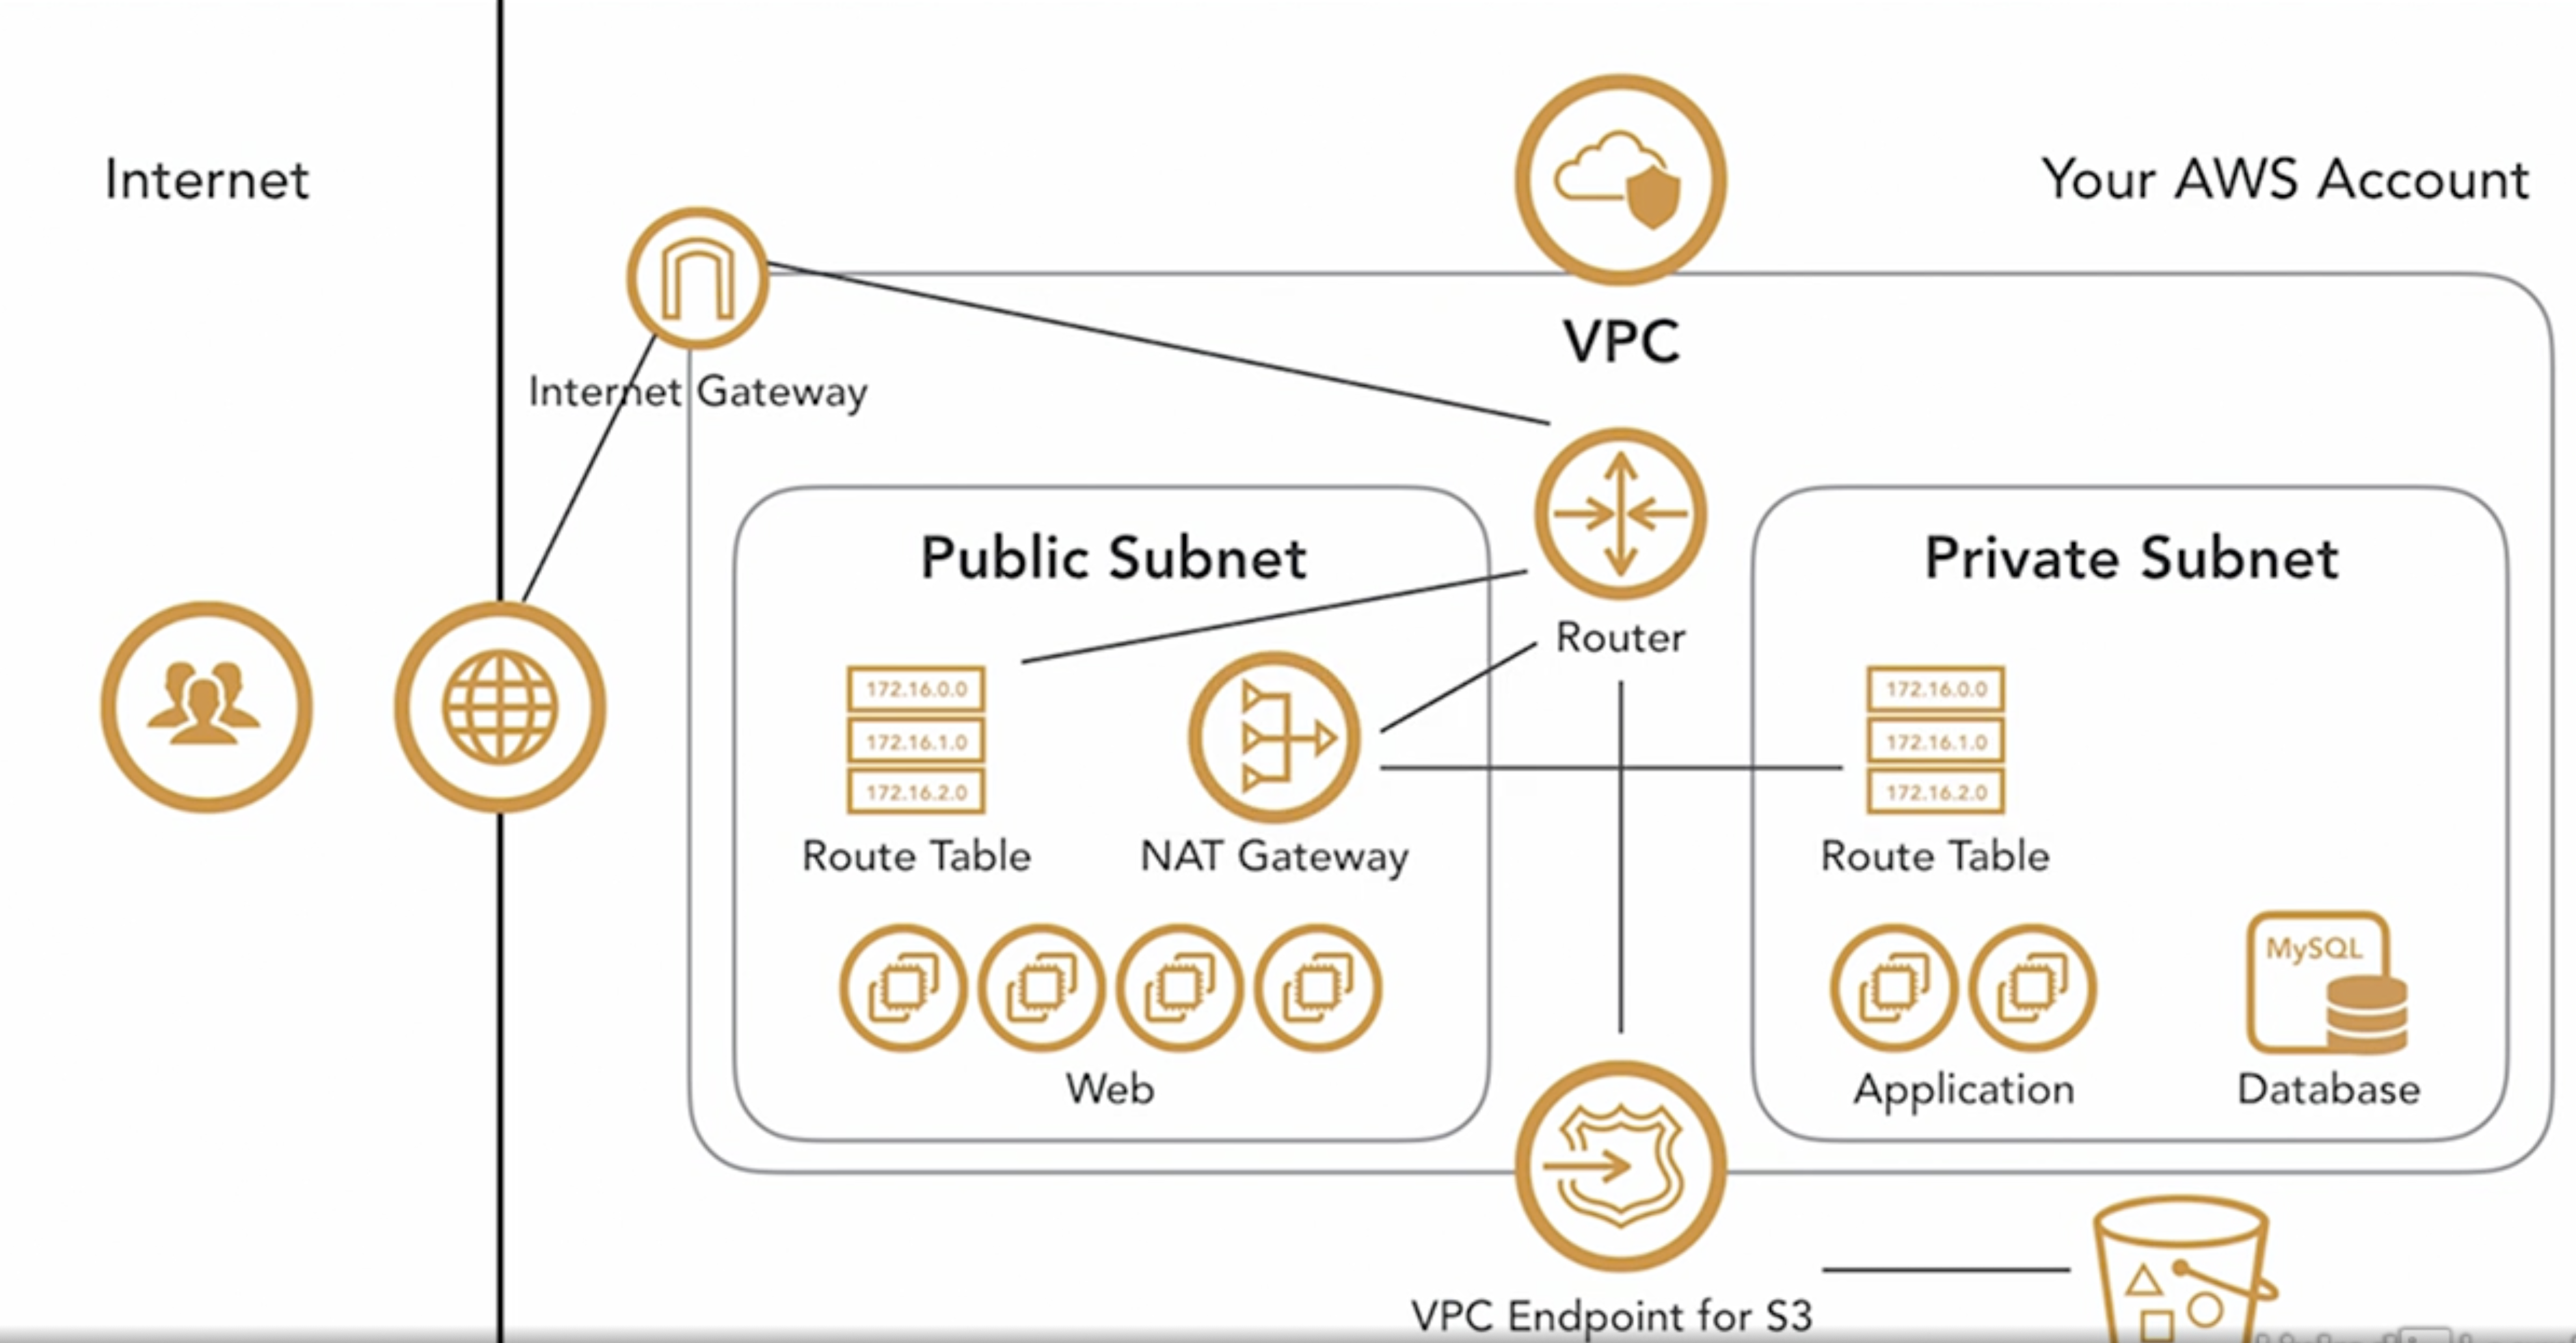 Internet
Your AWS Account
VPC
Internet Gateway
Public Subnet
Private Subnet
Router
172.16.0.0
172.16.1.0
172.16.2.0
172.16.0.0
172.16.1.0
172.16.2.0
Route Table
NAT Gateway
Route Table
MySQL
Web
Application
Database
VPC Endpoint for S3